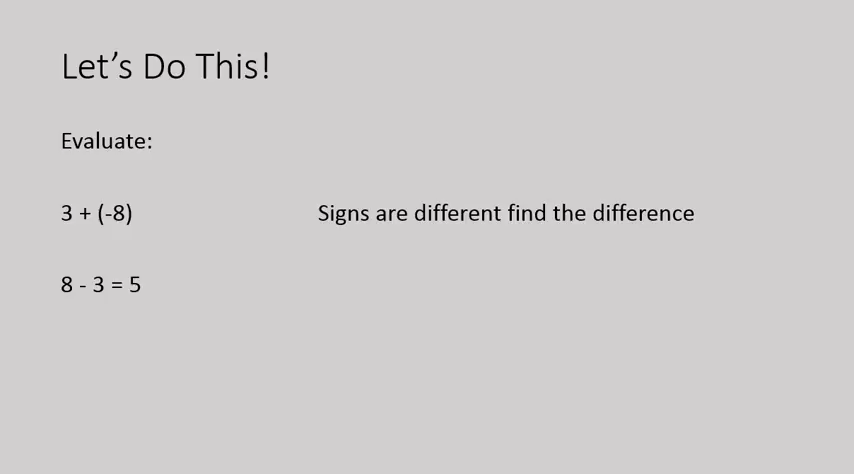 Let’s Do This!
Evaluate:
3 + (-8) Signs are different find the difference
8 - 3 = 5